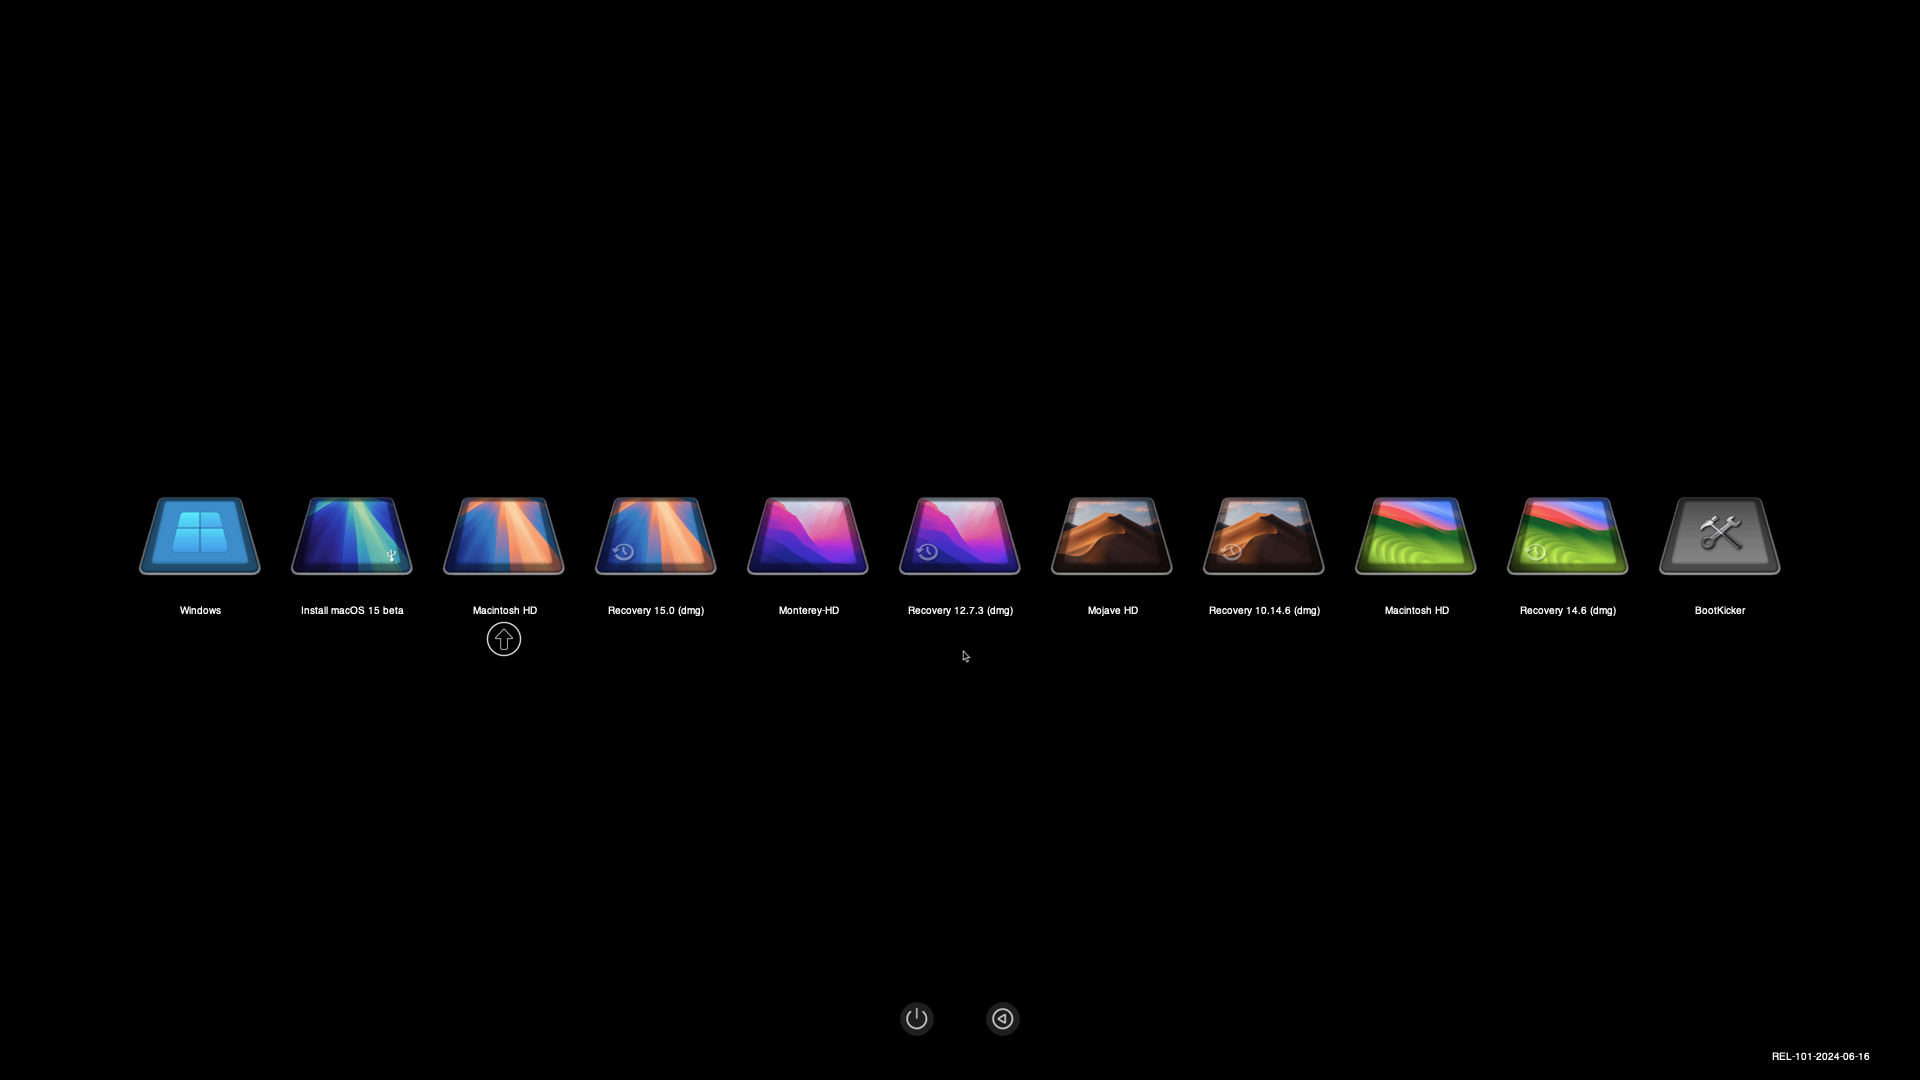 Windows
Install macOS 15 beta
Macintosh HD
Recovery 15.0 (dmg)
Monterey-HD
Recovery 12.7.3 (dmg)
Mojave HD
Recovery 10.14.6 (dmg)
Macintosh HD
Recovery 14.6 (dmg)
BootKicker
REL-101-2024-06-16